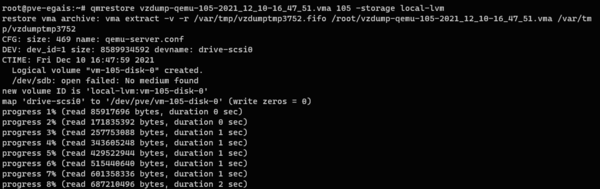 root@pve-egais:~# qmrestore vzdump-qemu-105-2021_12_10-16_47_51.vma 105 -storage local-lvm
restore vma archive: vma extract -v -r /var/tmp/vzdumptmp3752.fifo /root/vzdump-qemu-105-2021_12_10-16_47_51.vma /var/tm
p/vzdumptmp3752
CFG: size: 469 name: qemu-server.conf
DEV: dev_id=1 size: 8589934592 devname: drive-scsi0
CTIME: Fri Dec 10 16:47:59 2021
  Logical volume "vm-105-disk-0" created.
  /dev/sdb: open failed: No medium found
new volume ID is 'local-lvm:vm-105-disk-0'
map 'drive-scsi0' to '/dev/pve/vm-105-disk-0' (write zeros = 0)
progress 1% (read 85917696 bytes, duration 0 sec)
progress 2% (read 171835392 bytes, duration 0 sec)
progress 3% (read 257753088 bytes, duration 1 sec)
progress 4% (read 343605248 bytes, duration 1 sec)
progress 5% (read 429522944 bytes, duration 1 sec)
progress 6% (read 515440640 bytes, duration 1 sec)
progress 7% (read 601358336 bytes, duration 1 sec)
progress 8% (read 687210496 bytes, duration 2 sec)